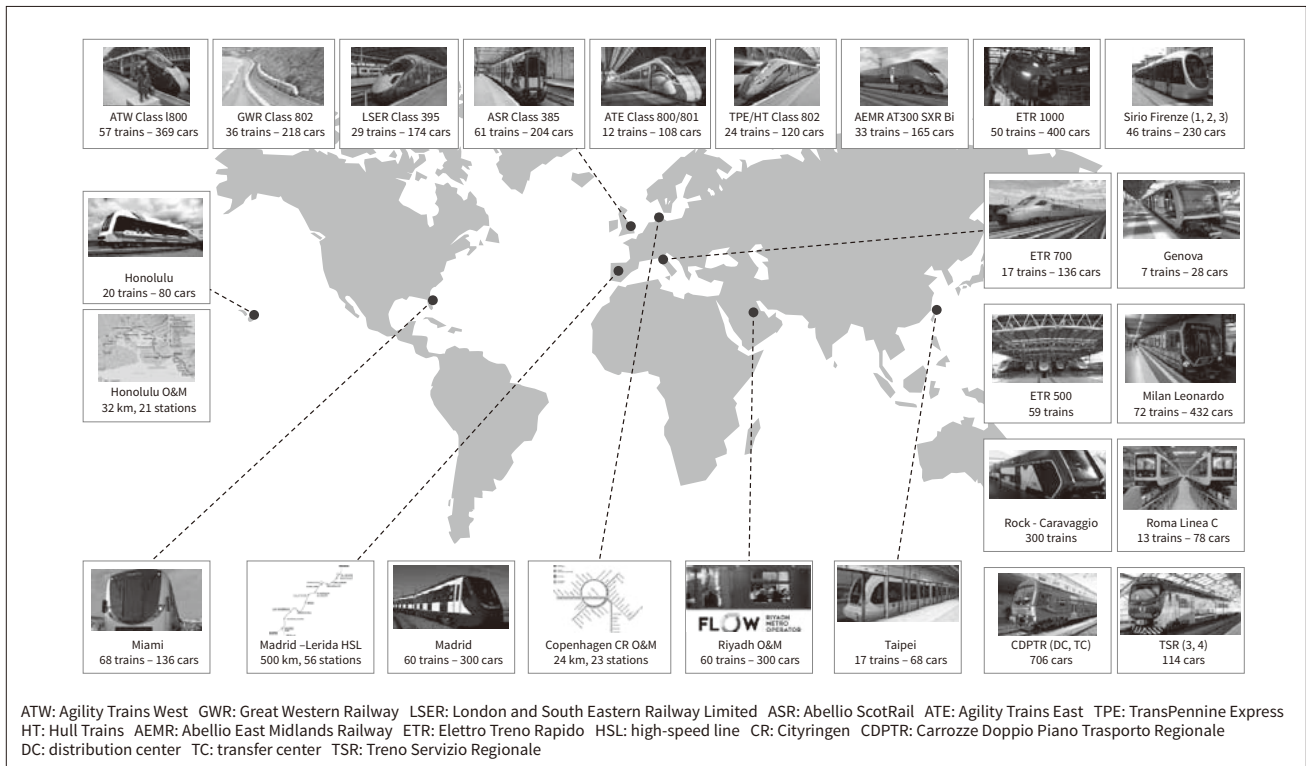 ATW Class l800
57 trains – 369 cars
GWR Class 802
36 trains – 218 cars
LSER Class 395
29 trains – 174 cars
ASR Class 385
61 trains – 204 cars
ATE Class 800/801
12 trains – 108 cars
TPE/HT Class 802
24 trains – 120 cars
AEMR AT300 SXR Bi
33 trains – 165 cars
ETR 1000
50 trains – 400 cars
Sirio Firenze (1, 2, 3)
46 trains – 230 cars
Honolulu
20 trains – 80 cars
ETR 700
17 trains – 136 cars
Genova
7 trains – 28 cars
Honolulu O&M
32 km, 21 stations
ETR 500
59 trains
Milan Leonardo
72 trains – 432 cars
Rock - Caravaggio
300 trains
Roma Linea C
13 trains – 78 cars
Miami
68 trains – 136 cars
Madrid –Lerida HSL
500 km, 56 stations
Madrid
60 trains – 300 cars
Copenhagen CR O&M
24 km, 23 stations
FLOW RIYADH
METRO
OPERATOR
Riyadh O&M
60 trains – 300 cars
Taipei
17 trains – 68 cars
CDPTR (DC, TC)
706 cars
TSR (3, 4)
114 cars
ATW: Agility Trains West GWR: Great Western Railway LSER: London and South Eastern Railway Limited ASR: Abellio ScotRail ATE: Agility Trains East TPE: TransPennine Express
HT: Hull Trains AEMR: Abellio East Midlands Railway ETR: Elettro Treno Rapido HSL: high-speed line CR: Cityringen CDPTR: Carrozze Doppio Piano Trasporto Regionale
DC: distribution center TC: transfer center TSR: Treno Servizio Regionale